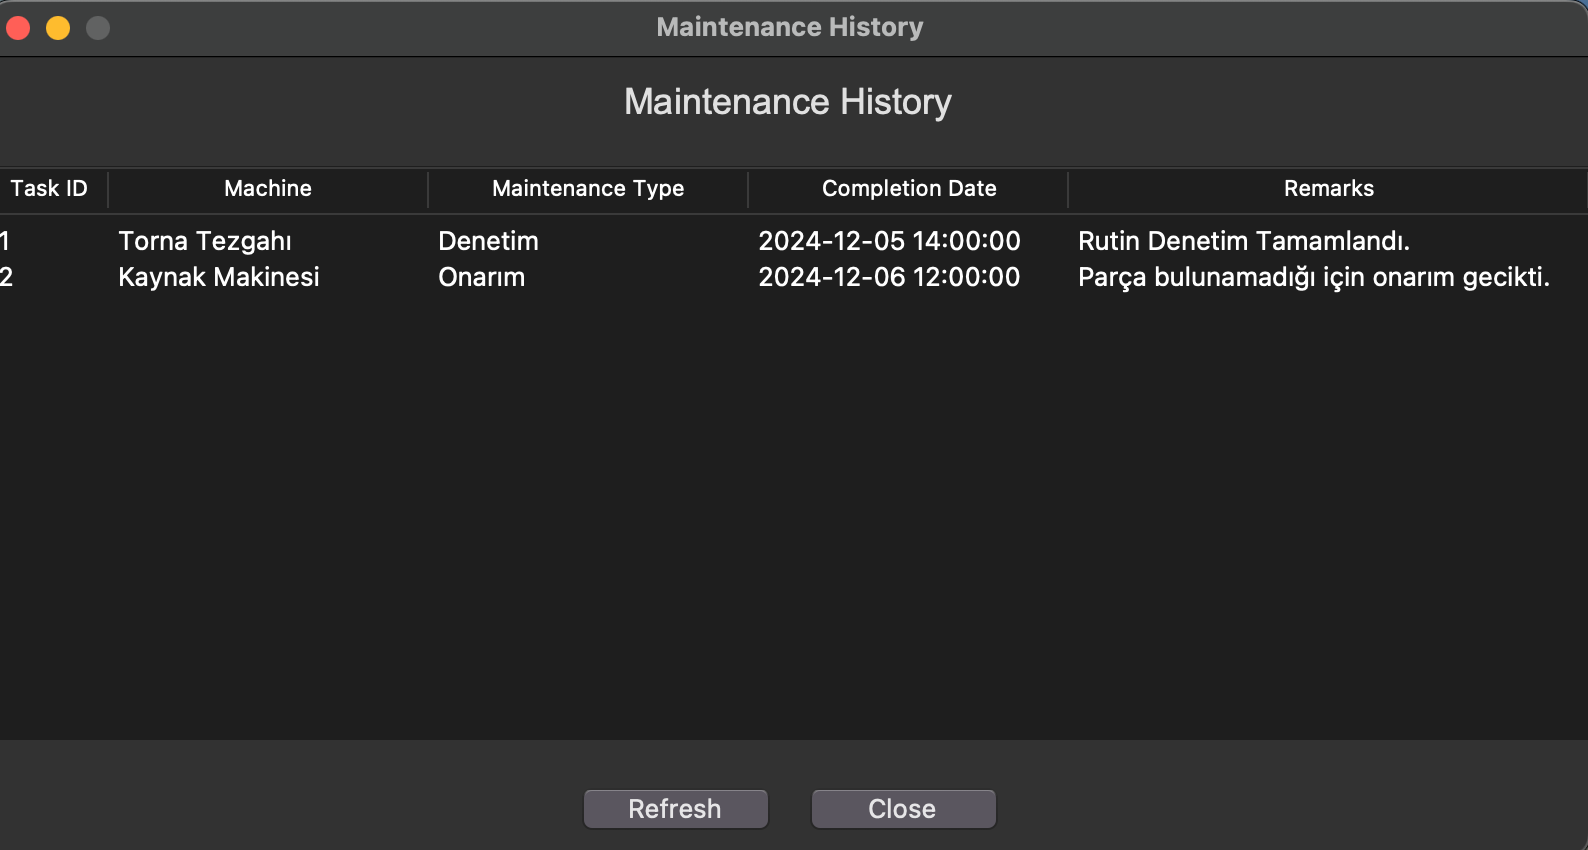 Maintenance History
Maintenance History
Task ID Machine Maintenance Type Completion Date Remarks
1 Torna Tezgahı Denetim 2024-12-05 14:00:00 Rutin Denetim Tamamlandı.
2 Kaynak Makinesi Onarım 2024-12-06 12:00:00 Parça bulunamadığı için onarım gecikti.
Refresh Close